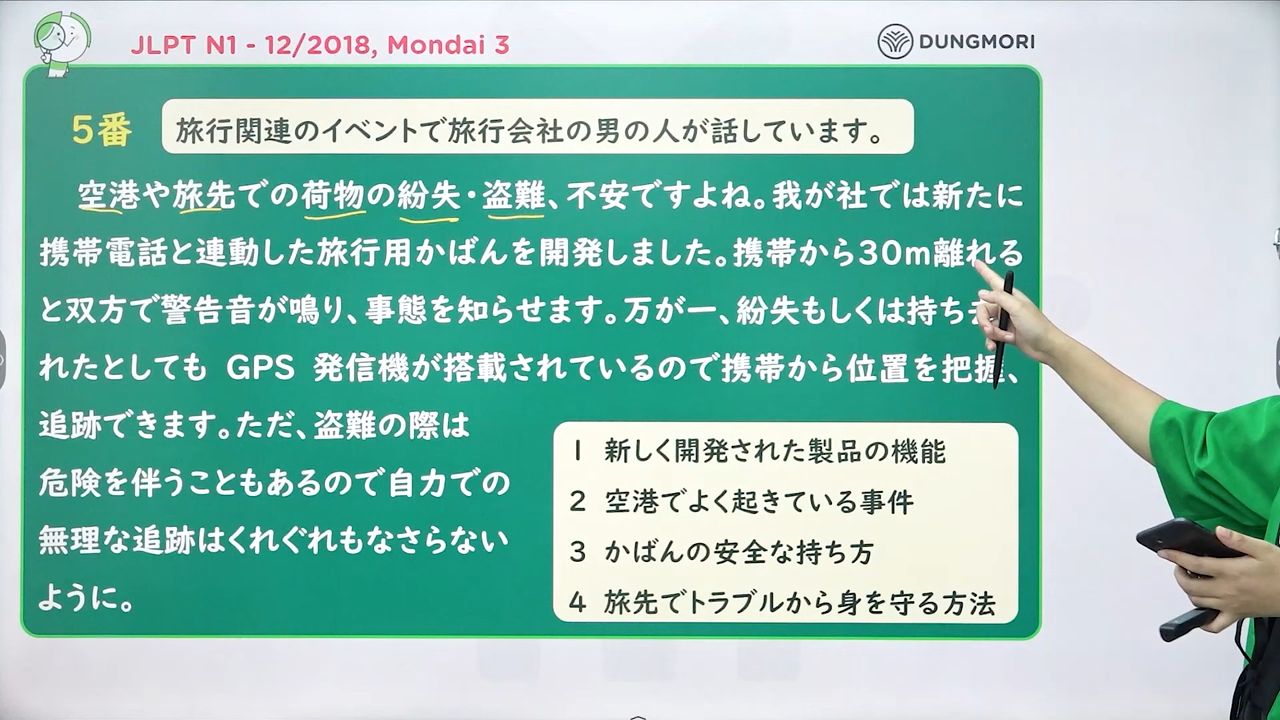 JLPT N1 - 12/2018, Mondai 3
DUNGMORI
5番
旅行関連のイベントで旅行会社の男の人が話しています。
空港や旅先での荷物の紛失・盗難、不安ですよね。我が社では新たに
携帯電話と連動した旅行用かばんを開発しました。携帯から30m離れる
と双方で警告音が鳴り、事態を知らせます。万が一、紛失もしくは持ち
れたとしても GPS 発信機が搭載されているので携帯から位置を把握、
追跡できます。ただ、盗難の際は
危険を伴うこともあるので自力での
無理な追跡はくれぐれもなさらない
ように。
1 新しく開発された製品の機能
2 空港でよく起きている事件
3 かばんの安全な持ち方
4 旅先でトラブルから身を守る方法